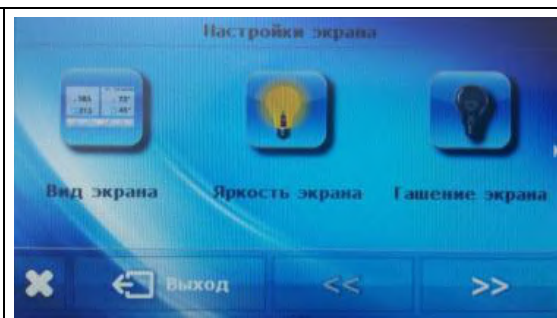 Настройки экрана
Вид экрана Яркость экрана Гашение экрана
Выход << >>